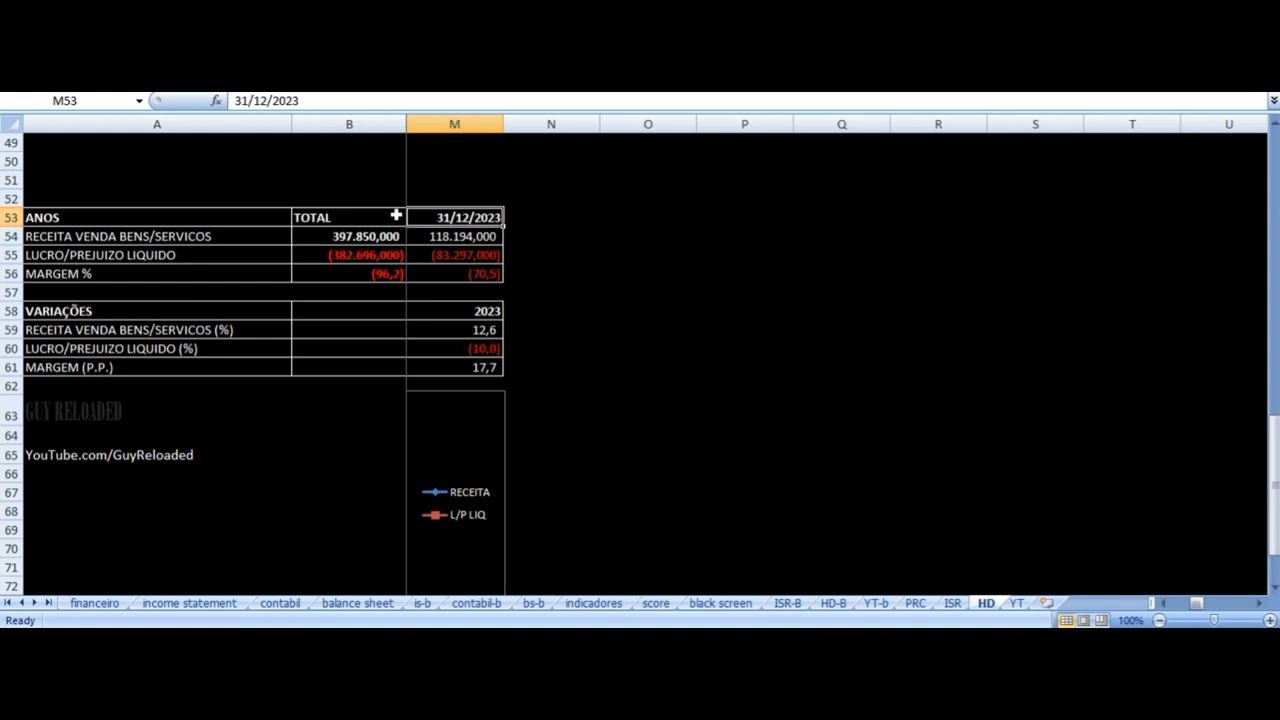 M53 fx 31/12/2023
A B M N O P Q R S T U
49
50
51
52
53 ANOS TOTAL 31/12/2023
54 RECEITA VENDA BENS/SERVICOS 397.850,000 118.194,000
55 LUCRO/PREJUIZO LIQUIDO (382.696,000) (83.297,000)
56 MARGEM % (96,2) (70,5)
57
58 VARIAÇÕES 2023
59 RECEITA VENDA BENS/SERVICOS (%) 12,6
60 LUCRO/PREJUIZO LIQUIDO (%) (10,0)
61 MARGEM (P.P.) 17,7
62
63 GUY RELOADED
64
65 YouTube.com/GuyReloaded
66
67 RECEITA
68 L/P LIQ
69
70
71
72
financeiro income statement contabil balance sheet is-b contabil-b bs-b indicadores score black screen ISR-B HD-B YT-b PRC ISR HD YT
Ready 100%